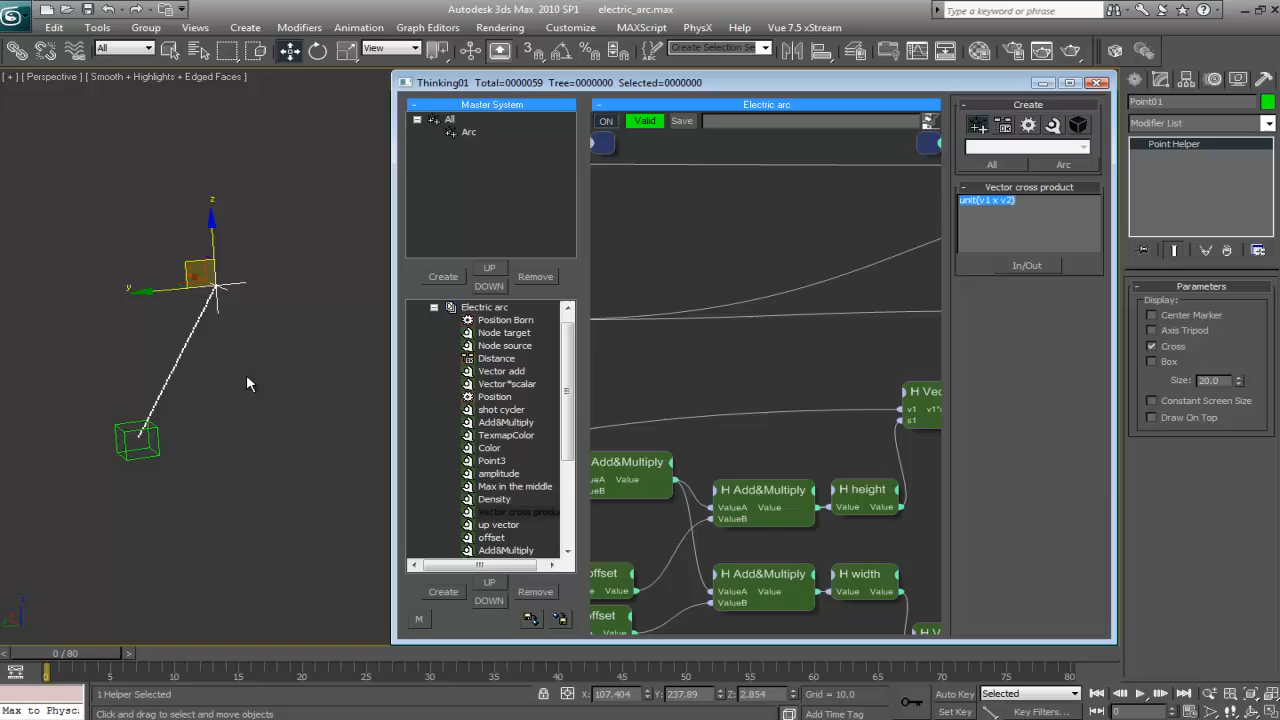 Autodesk 3ds Max 2010 SP1 electric_arc.max
Type a keyword or phrase
Edit Tools Group Views Create Modifiers Animation Graph Editors Rendering Customize MAXScript PhysX Help Vue 7.5 xStream
All
View
Create Selection Se
[ + ] [ Perspective ] [ Smooth + Highlights + Edged Faces ]
Thinking01 Total=0000059 Tree=0000000 Selected=0000000
Master System
All
Arc
Create
UP
DOWN
Remove
Electric arc
Position Born
Node target
Node source
Distance
Vector add
Vector*scalar
Position
shot cycler
Add&Multiply
TexmapColor
Color
Point3
amplitude
Max in the middle
Density
Vector cross produ
up vector
offset
Add&Multiply
Create
UP
DOWN
Remove
M
Electric arc
ON Valid Save
H Vec
v1 v1*
s1
Add&Multiply
ueA Value
ueB
H Add&Multiply
ValueA Value
ValueB
H height
Value Value
offset
Value
H Add&Multiply
ValueA Value
ValueB
H width
Value Value
offset
Value
H V
Create
All Arc
Vector cross product
unit(v1 x v2)
In/Out
Point01
Modifier List
Point Helper
Parameters
Display:
Center Marker
Axis Tripod
Cross
Box
Size: 20.0
Constant Screen Size
Draw On Top
z
y
z
0 / 80
5 10 15 20 25 30 35 40 45 50 55 60 65 70 75 80
1 Helper Selected
X: 107.404 Y: 237.89 Z: 2.854 Grid = 10.0
Auto Key Selected
Max to Physc
Click and drag to select and move objects
Add Time Tag
Set Key Key Filters... 0